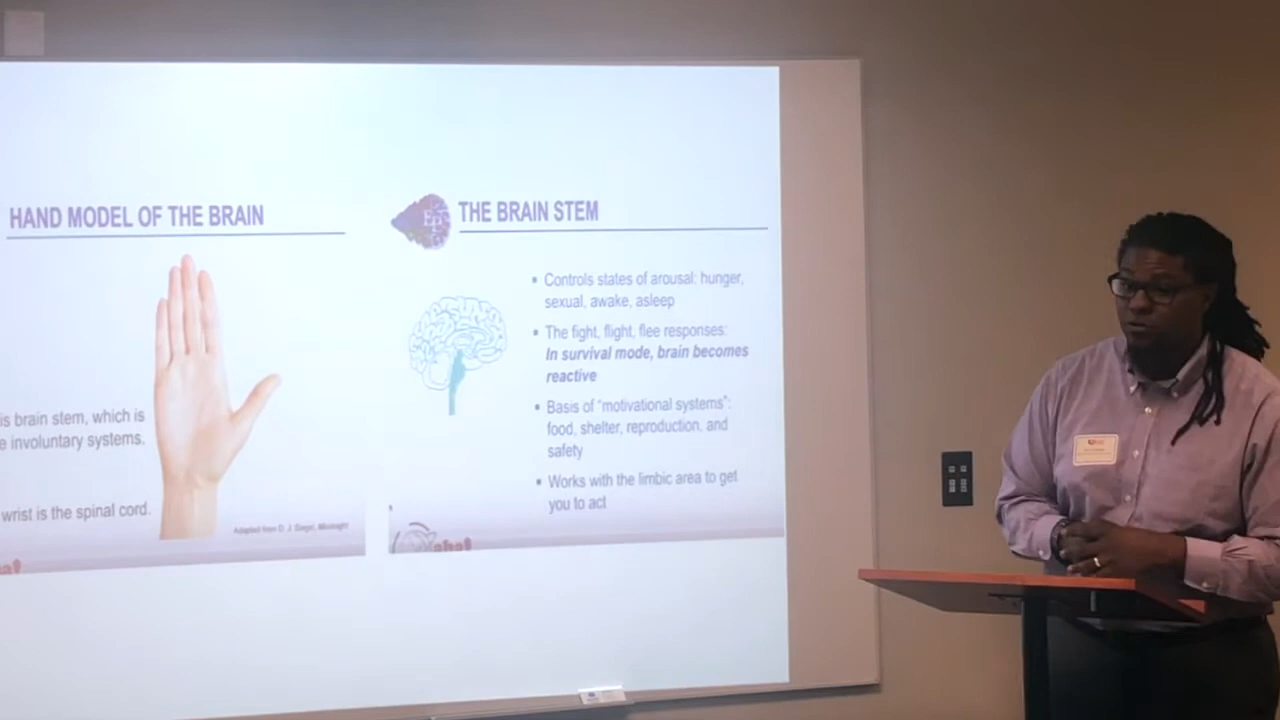 HAND MODEL OF THE BRAIN
is brain stem, which is
e involuntary systems.
wrist is the spinal cord.
Adapted from D. J. Siegel, Mindsight
THE BRAIN STEM
Controls states of arousal: hunger,
sexual, awake, asleep
The fight, flight, flee responses:
In survival mode, brain becomes
reactive
Basis of "motivational systems":
food, shelter, reproduction, and
safety
Works with the limbic area to get
you to act